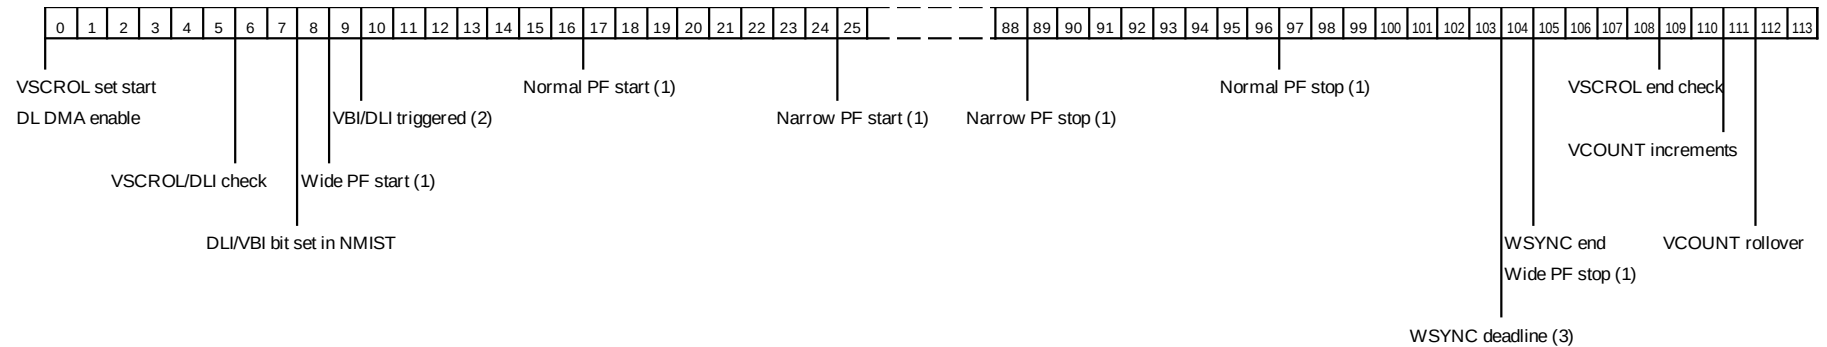 0 1 2 3 4 5 6 7 8 9 10 11 12 13 14 15 16 17 18 19 20 21 22 23 24 25 88 89 90 91 92 93 94 95 96 97 98 99 100 101 102 103 104 105 106 107 108 109 110 111 112 113
VSCROL set start
Normal PF start (1)
Normal PF stop (1)
VSCROL end check
DL DMA enable
VBI/DLI triggered (2)
Narrow PF start (1)
Narrow PF stop (1)
VCOUNT increments
VSCROL/DLI check
Wide PF start (1)
DLI/VBI bit set in NMIST
WSYNC end
VCOUNT rollover
Wide PF stop (1)
WSYNC deadline (3)